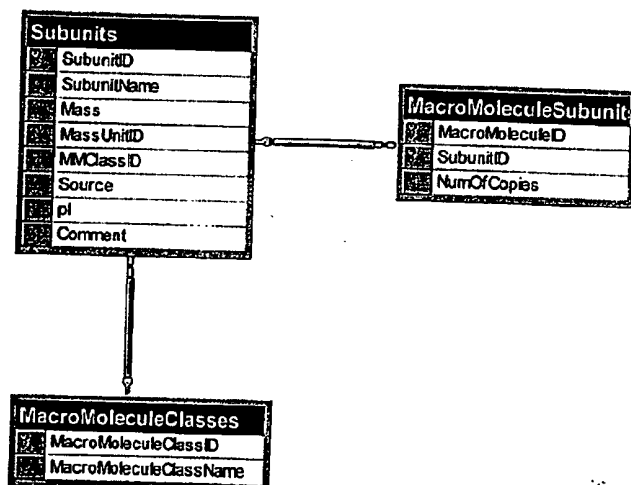 Subunits
SubunitID
SubunitName
Mass
MassUnitID
MMClassID
Source
pI
Comment
MacroMoleculeSubunit
MacroMoleculeID
SubunitID
NumOfCopies
MacroMoleculeClasses
MacroMoleculeClassID
MacroMoleculeClassName